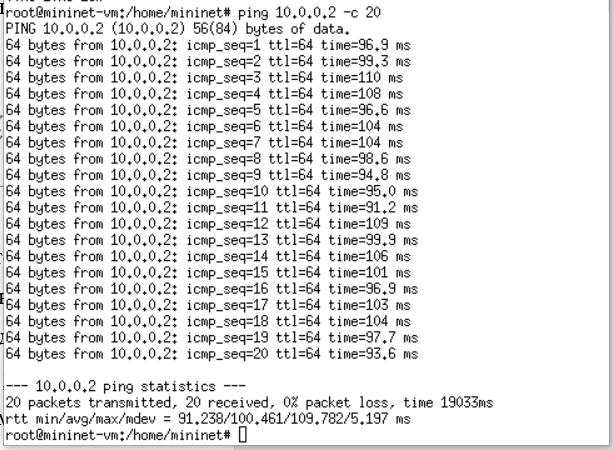 root@mininet-vm:/home/mininet# ping 10.0.0.2 -c 20
PING 10.0.0.2 (10.0.0.2) 56(84) bytes of data.
64 bytes from 10.0.0.2: icmp_seq=1 ttl=64 time=96.9 ms
64 bytes from 10.0.0.2: icmp_seq=2 ttl=64 time=99.3 ms
64 bytes from 10.0.0.2: icmp_seq=3 ttl=64 time=110 ms
64 bytes from 10.0.0.2: icmp_seq=4 ttl=64 time=108 ms
64 bytes from 10.0.0.2: icmp_seq=5 ttl=64 time=96.6 ms
64 bytes from 10.0.0.2: icmp_seq=6 ttl=64 time=104 ms
64 bytes from 10.0.0.2: icmp_seq=7 ttl=64 time=104 ms
64 bytes from 10.0.0.2: icmp_seq=8 ttl=64 time=98.6 ms
64 bytes from 10.0.0.2: icmp_seq=9 ttl=64 time=94.8 ms
64 bytes from 10.0.0.2: icmp_seq=10 ttl=64 time=95.0 ms
64 bytes from 10.0.0.2: icmp_seq=11 ttl=64 time=91.2 ms
64 bytes from 10.0.0.2: icmp_seq=12 ttl=64 time=109 ms
64 bytes from 10.0.0.2: icmp_seq=13 ttl=64 time=99.9 ms
64 bytes from 10.0.0.2: icmp_seq=14 ttl=64 time=106 ms
64 bytes from 10.0.0.2: icmp_seq=15 ttl=64 time=101 ms
64 bytes from 10.0.0.2: icmp_seq=16 ttl=64 time=96.9 ms
64 bytes from 10.0.0.2: icmp_seq=17 ttl=64 time=103 ms
64 bytes from 10.0.0.2: icmp_seq=18 ttl=64 time=104 ms
64 bytes from 10.0.0.2: icmp_seq=19 ttl=64 time=97.7 ms
64 bytes from 10.0.0.2: icmp_seq=20 ttl=64 time=93.6 ms
--- 10.0.0.2 ping statistics ---
20 packets transmitted, 20 received, 0% packet loss, time 19033ms
rtt min/avg/max/mdev = 91.238/100.461/109.782/5.197 ms
root@mininet-vm:/home/mininet#